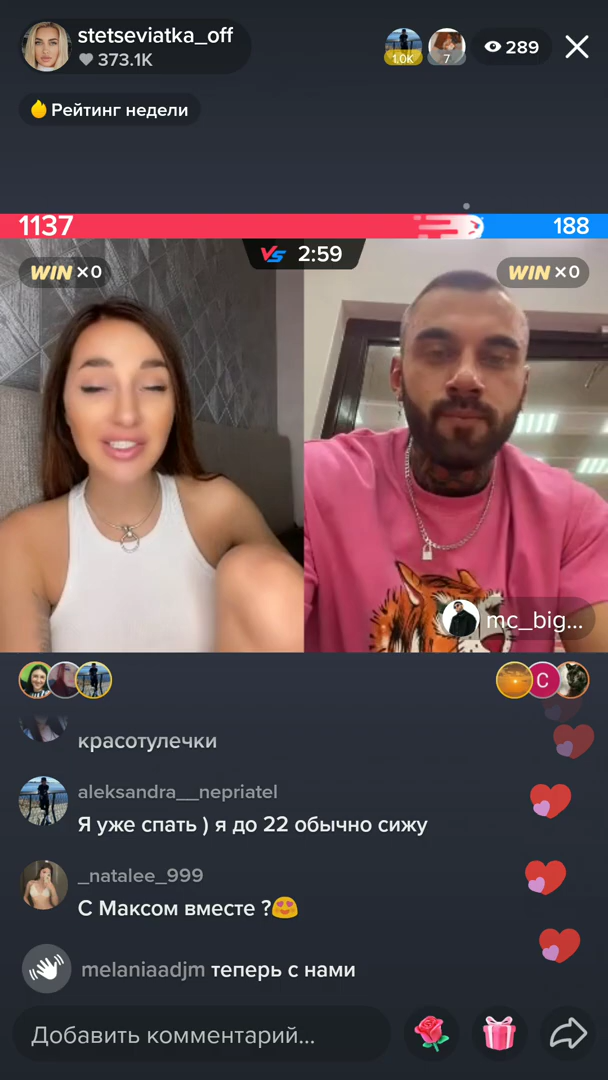 stetseviatka_off
373.1K
1.0K
7
289
Рейтинг недели
1137
188
VS 2:59
WIN ×0
WIN ×0
mc_big...
C
красотулечки
aleksandra__nepriatel
Я уже спать ) я до 22 обычно сижу
_natalee_999
С Максом вместе ?😍
melaniaadjm теперь с нами
Добавить комментарий...